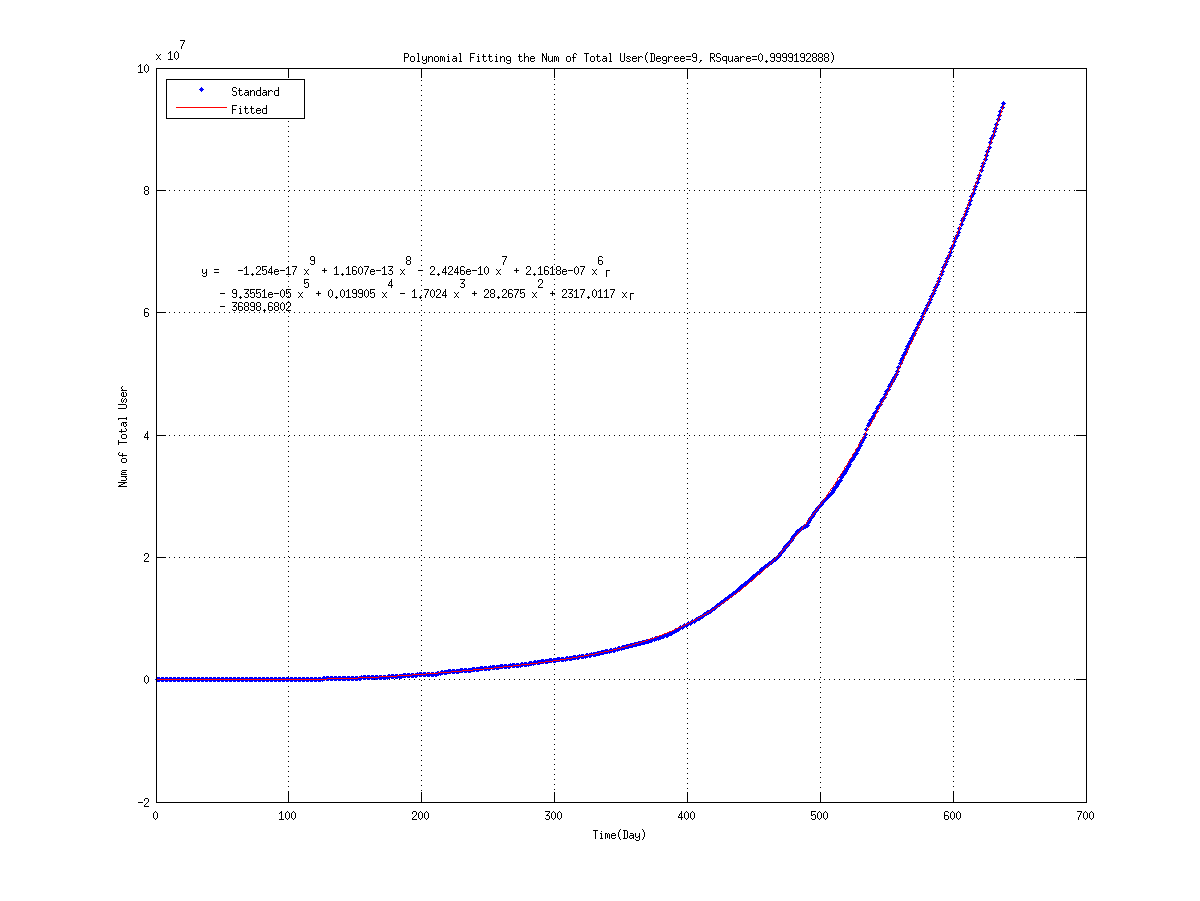 x 10 7
Polynomial Fitting the Num of Total User(Degree=9, RSquare=0.9999192888)
10
Standard
Fitted
8
y = -1.254e-17 x^9 + 1.1607e-13 x^8 - 2.4246e-10 x^7 + 2.1618e-07 x^6 r
- 9.3551e-05 x^5 + 0.019905 x^4 - 1.7024 x^3 + 28.2675 x^2 + 2317.0117 x r
- 36898.6802
6
Num of Total User
4
2
0
-2
0 100 200 300 400 500 600 700
Time(Day)